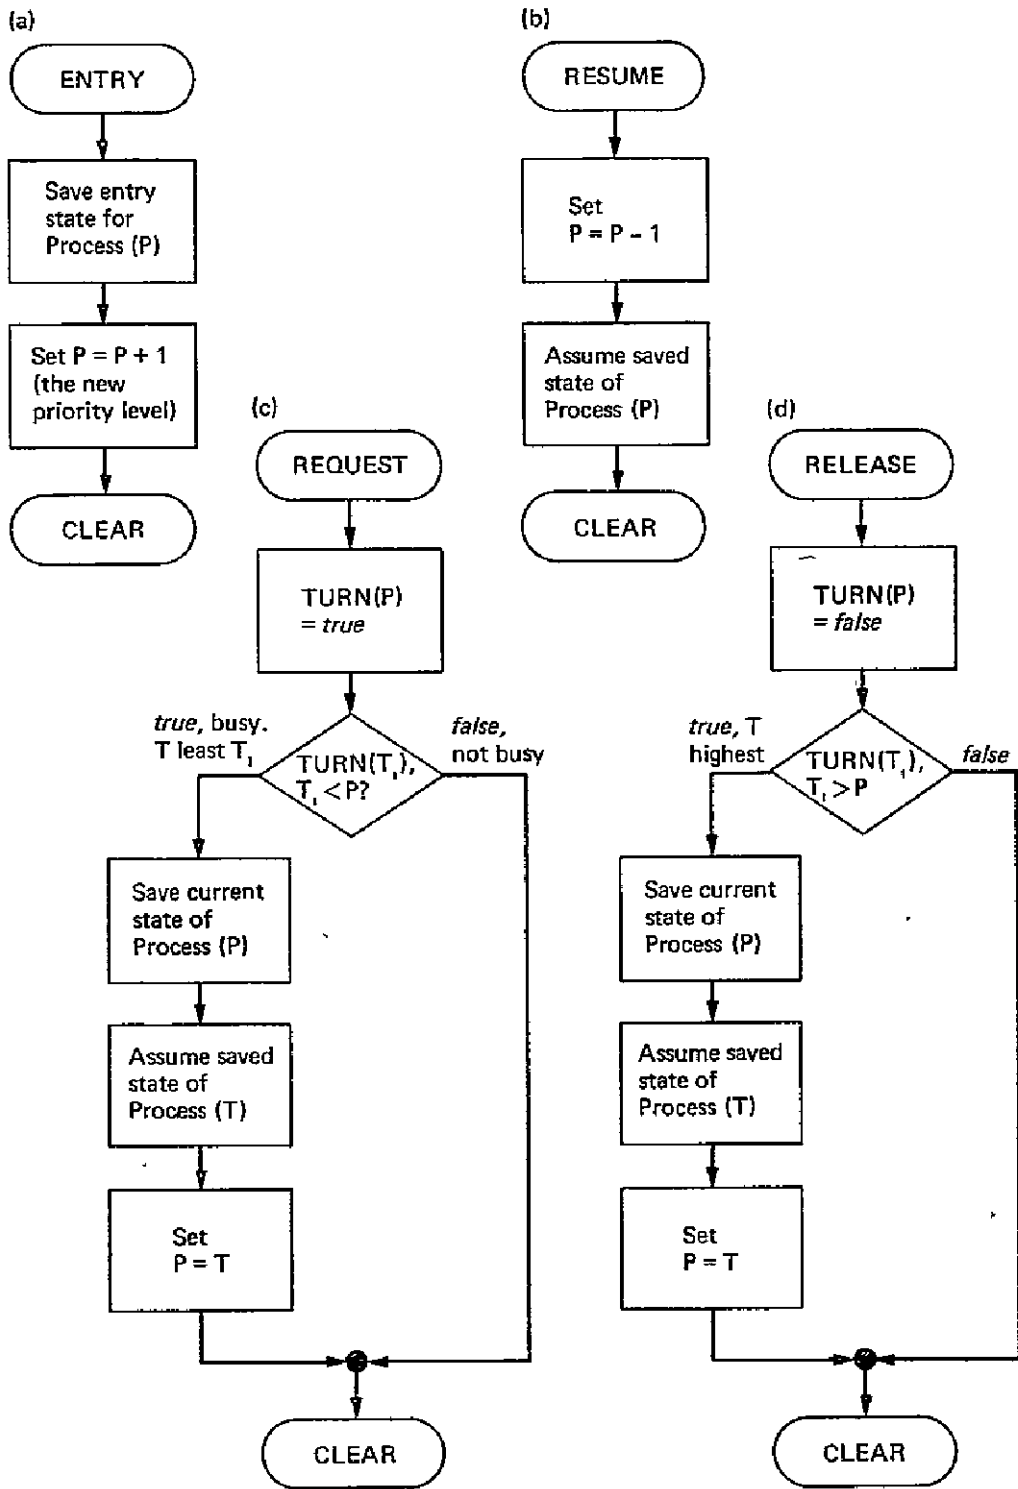 (a)
ENTRY
Save entry
state for
Process (P)
Set P = P + 1
(the new
priority level)
CLEAR
(b)
RESUME
Set
P = P – 1
Assume saved
state of
Process (P)
CLEAR
(c)
REQUEST
TURN(P)
= true
true, busy.
T least T₁
TURN(T₁),
T₁ < P?
false,
not busy
Save current
state of
Process (P)
Assume saved
state of
Process (T)
Set
P = T
CLEAR
(d)
RELEASE
TURN(P)
= false
true, T
highest
TURN(T₁),
T₁ > P
false
Save current
state of
Process (P)
Assume saved
state of
Process (T)
Set
P = T
CLEAR